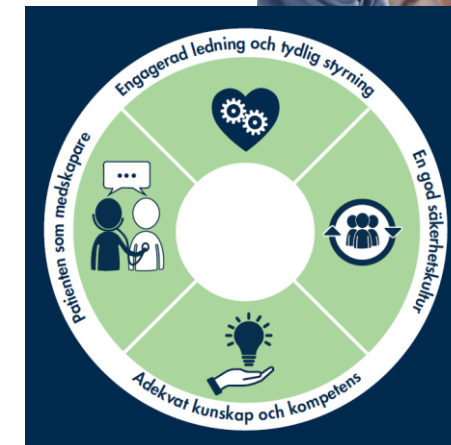 Engagerad ledning och tydlig styrning
En god säkerhetskultur
Adekvat kunskap och kompetens
Patienten som medskapare